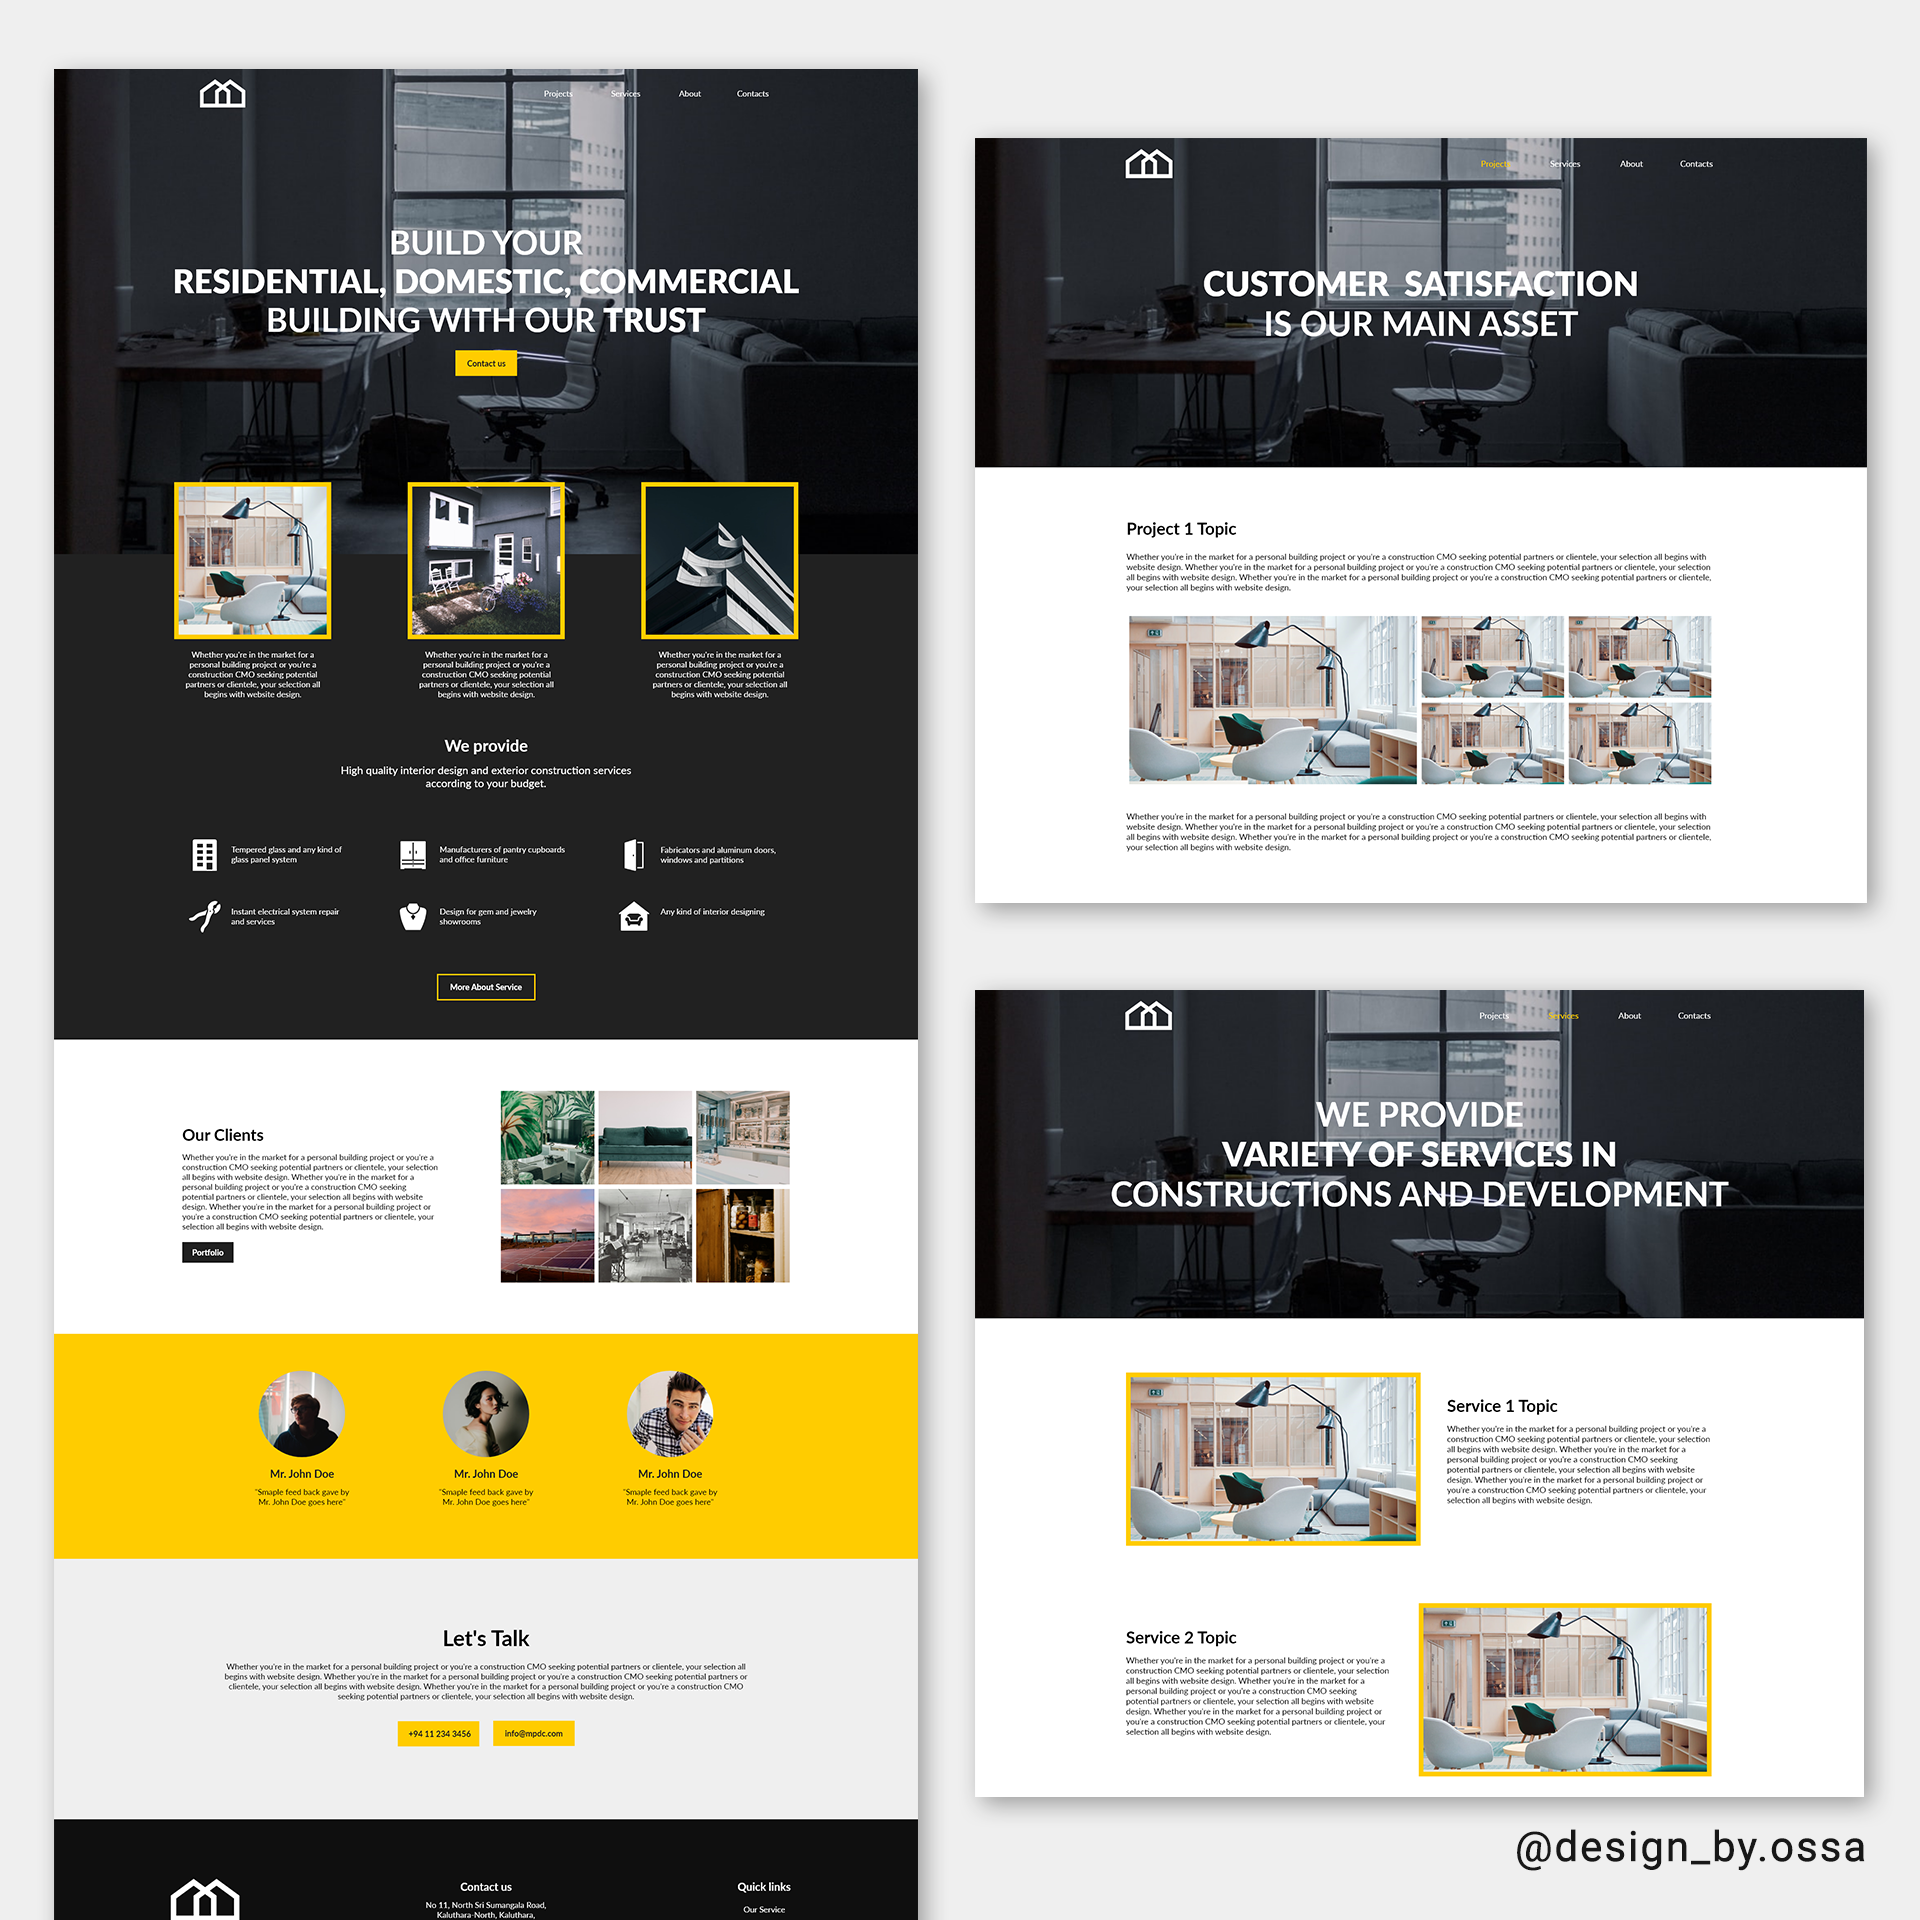 Projects Services About Contacts
BUILD YOUR
RESIDENTIAL, DOMESTIC, COMMERCIAL
BUILDING WITH OUR TRUST
Contact us
Whether you're in the market for a
personal building project or you're a
construction CMO seeking potential
partners or clientele, your selection all
begins with website design.
Whether you're in the market for a
personal building project or you're a
construction CMO seeking potential
partners or clientele, your selection all
begins with website design.
Whether you're in the market for a
personal building project or you're a
construction CMO seeking potential
partners or clientele, your selection all
begins with website design.
We provide
High quality interior design and exterior construction services
according to your budget.
Tempered glass and any kind of
glass panel system
Manufacturers of pantry cupboards
and office furniture
Fabricators and aluminum doors,
windows and partitions
Instant electrical system repair
and services
Design for gem and jewelry
showrooms
Any kind of interior designing
More About Service
Our Clients
Whether you're in the market for a personal building project or you're a
construction CMO seeking potential partners or clientele, your selection
all begins with website design. Whether you're in the market for a
personal building project or you're a construction CMO seeking
potential partners or clientele, your selection all begins with website
design. Whether you're in the market for a personal building project or
you're a construction CMO seeking potential partners or clientele, your
selection all begins with website design.
Portfolio
Mr. John Doe
"Smaple feed back gave by
Mr. John Doe goes here"
Mr. John Doe
"Smaple feed back gave by
Mr. John Doe goes here"
Mr. John Doe
"Smaple feed back gave by
Mr. John Doe goes here"
Let's Talk
Whether you're in the market for a personal building project or you're a construction CMO seeking potential partners or clientele, your selection all
begins with website design. Whether you're in the market for a personal building project or you're a construction CMO seeking potential partners or
clientele, your selection all begins with website design. Whether you're in the market for a personal building project or you're a construction CMO
seeking potential partners or clientele, your selection all begins with website design.
+94 11 234 3456
info@mpdc.com
Contact us
No 11, North Sri Sumangala Road,
Kaluthara-North, Kaluthara,
Quick links
Our Service
Projects Services About Contacts
CUSTOMER SATISFACTION
IS OUR MAIN ASSET
Project 1 Topic
Whether you're in the market for a personal building project or you're a construction CMO seeking potential partners or clientele, your selection all begins with
website design. Whether you're in the market for a personal building project or you're a construction CMO seeking potential partners or clientele, your selection
all begins with website design. Whether you're in the market for a personal building project or you're a construction CMO seeking potential partners or clientele,
your selection all begins with website design.
Whether you're in the market for a personal building project or you're a construction CMO seeking potential partners or clientele, your selection all begins with
website design. Whether you're in the market for a personal building project or you're a construction CMO seeking potential partners or clientele, your selection
all begins with website design. Whether you're in the market for a personal building project or you're a construction CMO seeking potential partners or clientele,
your selection all begins with website design.
Projects Services About Contacts
WE PROVIDE
VARIETY OF SERVICES IN
CONSTRUCTIONS AND DEVELOPMENT
Service 1 Topic
Whether you're in the market for a personal building project or you're a
construction CMO seeking potential partners or clientele, your selection
all begins with website design. Whether you're in the market for a
personal building project or you're a construction CMO seeking
potential partners or clientele, your selection all begins with website
design. Whether you're in the market for a personal building project or
you're a construction CMO seeking potential partners or clientele, your
selection all begins with website design.
Service 2 Topic
Whether you're in the market for a personal building project or you're a
construction CMO seeking potential partners or clientele, your selection
all begins with website design. Whether you're in the market for a
personal building project or you're a construction CMO seeking
potential partners or clientele, your selection all begins with website
design. Whether you're in the market for a personal building project or
you're a construction CMO seeking potential partners or clientele, your
selection all begins with website design.
@design_by.ossa